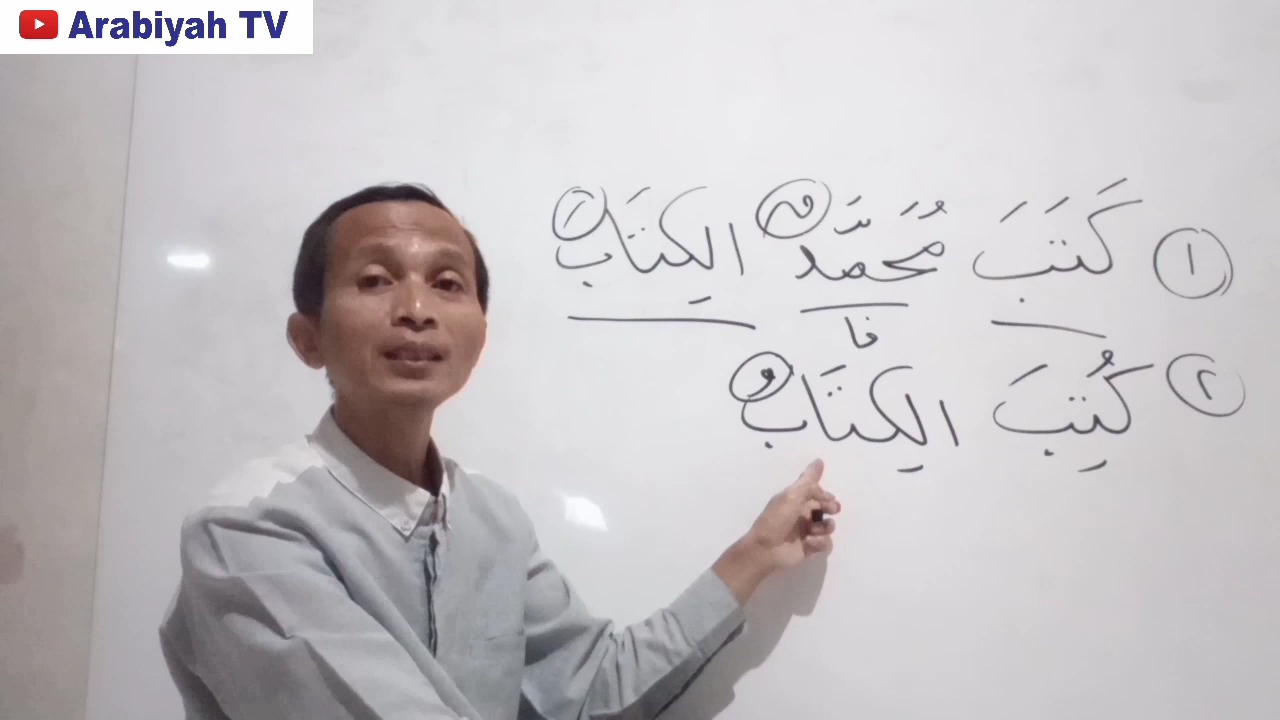 Arabiyah TV
١ كَتَبَ مُحَمَّدٌ الكِتَابَ
فا
٢ كُتِبَ الكِتَابُ